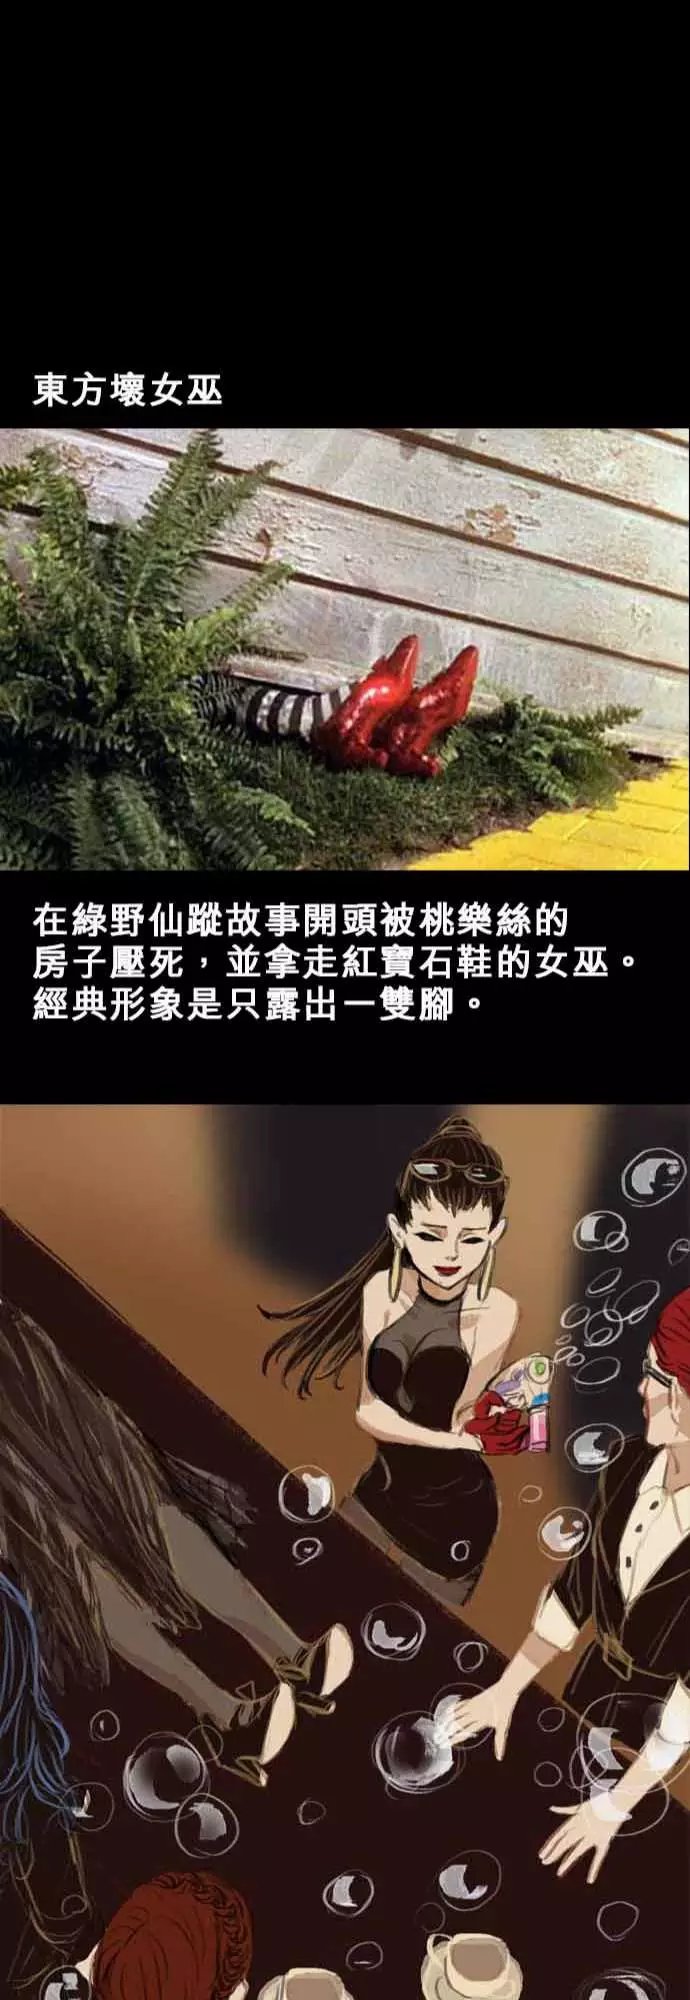 東方壞女巫
在綠野仙蹤故事開頭被桃樂絲的
房子壓死，並拿走紅寶石鞋的女巫。
經典形象是只露出一雙腳。